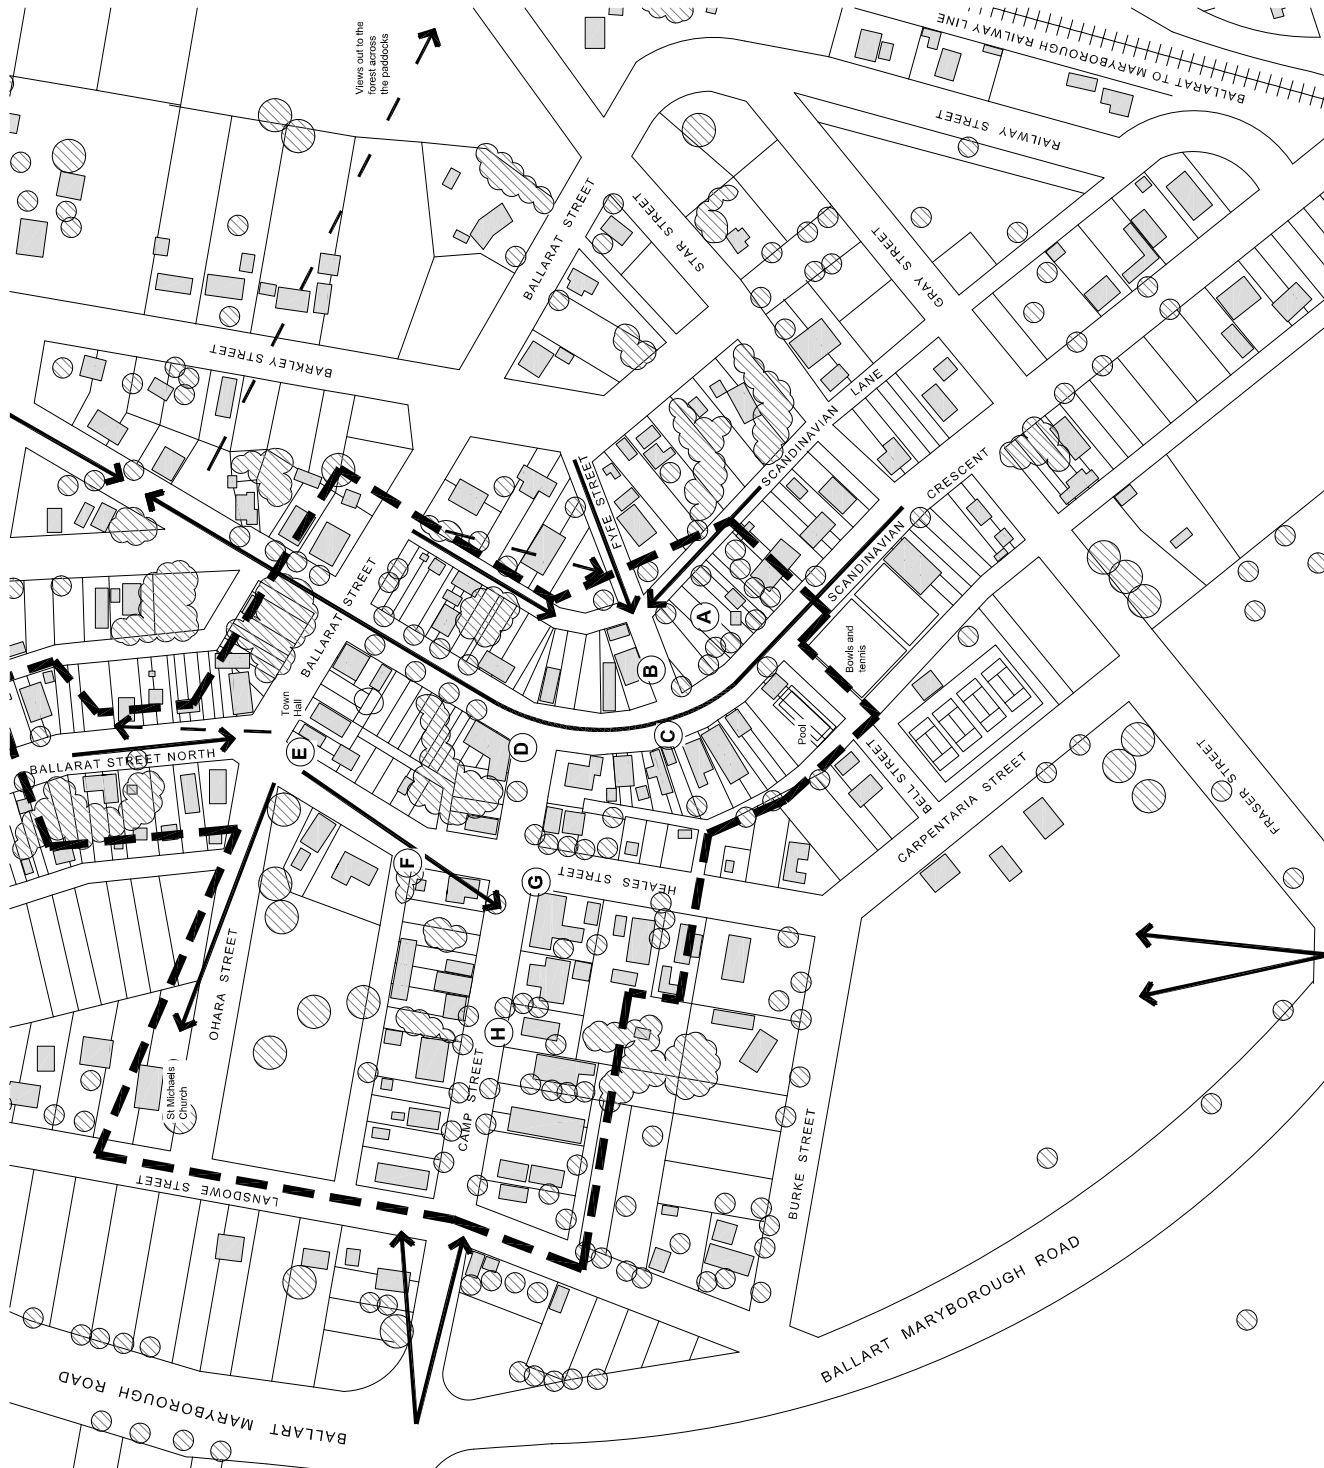 Views out to the
forest across
the paddocks
BALLARAT TO MARYBOROUGH RAILWAY LINE
RAILWAY STREET
BALLARAT STREET
STAR STREET
GRAY STREET
BARKLEY STREET
SCANDINAVIAN LANE
FYFE STREET
SCANDINAVIAN CRESCENT
BALLARAT STREET
A
B
Bowls and
tennis
Town
Hall
C
Pool
D
E
BALLARAT STREET NORTH
BELL STREET
CARPENTARIA STREET
FRASER STREET
F
G
HEALES STREET
OHARA STREET
H
CAMP STREET
St Michaels
Church
BURKE STREET
LANSDOWE STREET
BALLART MARYBOROUGH ROAD
BALLART MARYBOROUGH ROAD